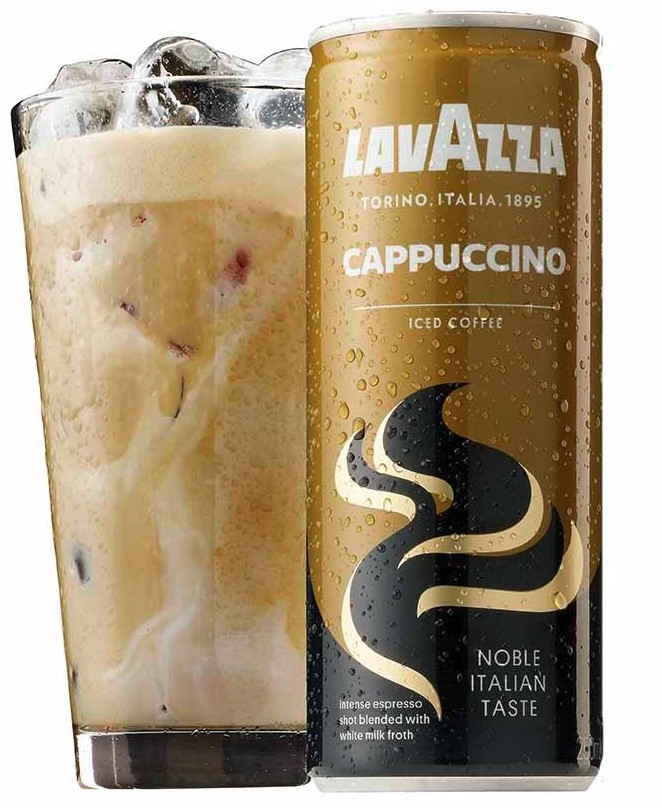 LAVAZZA
TORINO.ITALIA.1895
CAPPUCCINO
ICED COFFEE
NOBLE
ITALIAN
TASTE
intense espresso
shot blended with
white milk froth